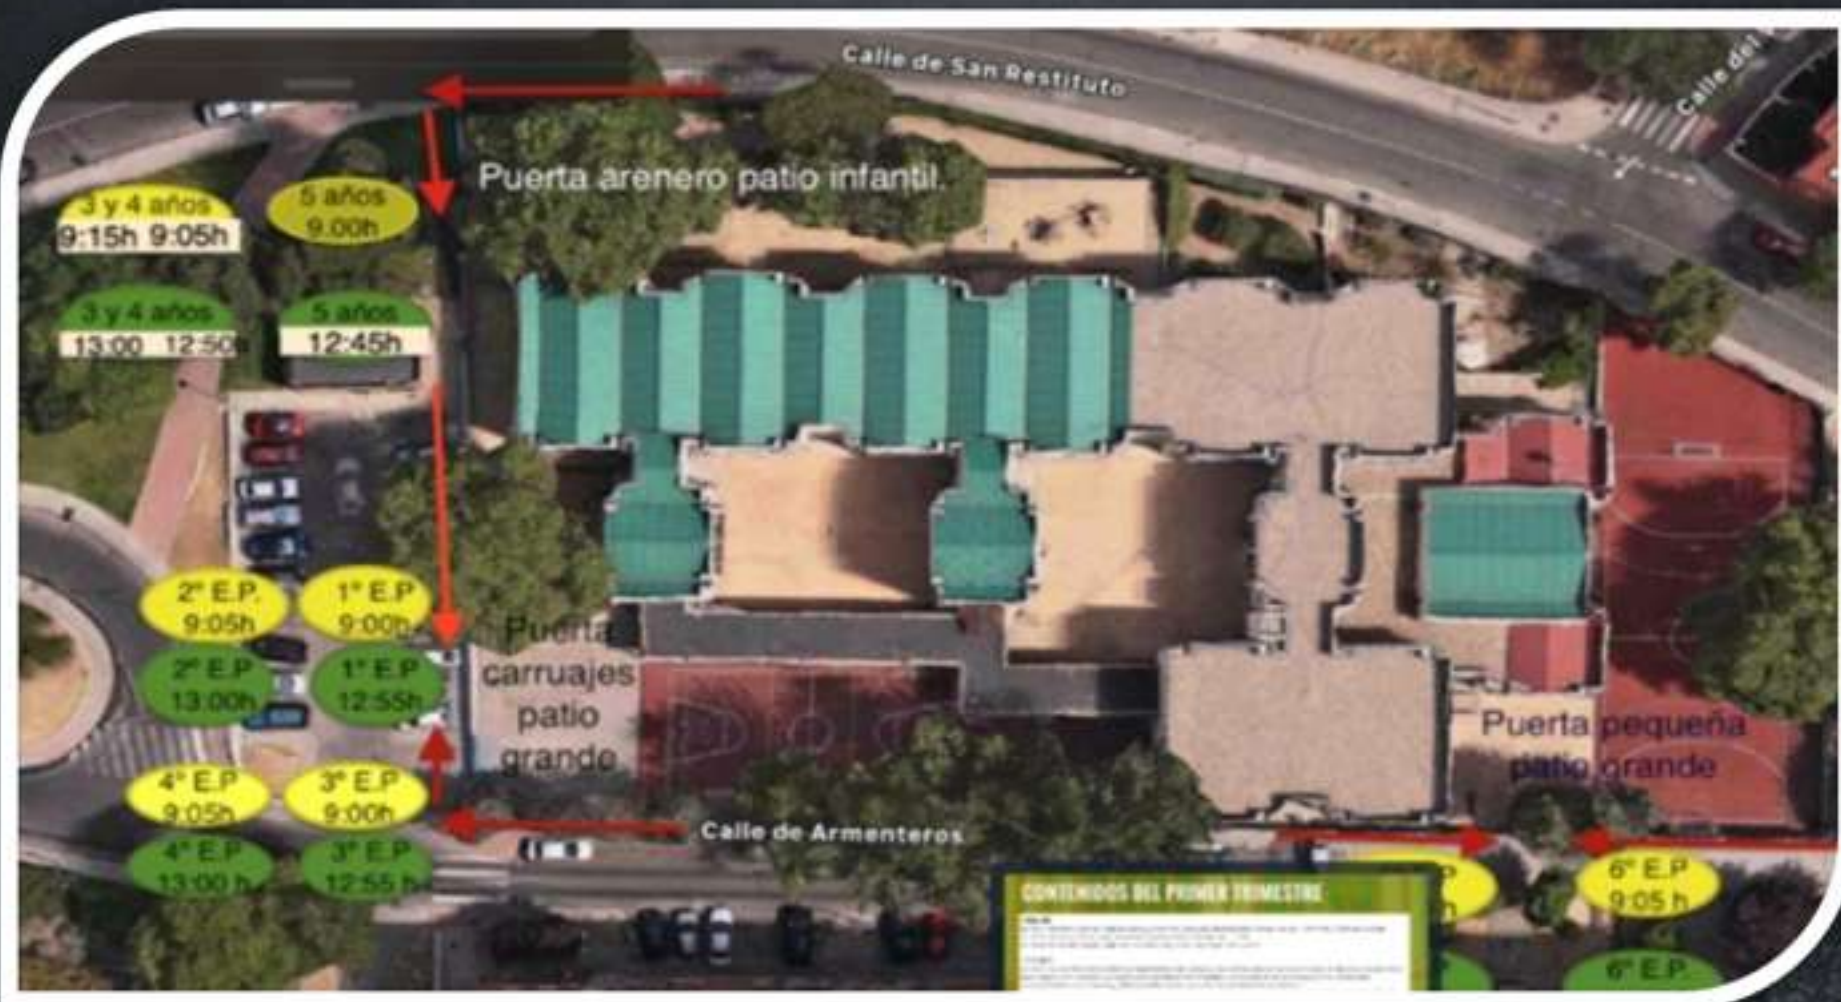 Calle de San Restituto
Calle del
Puerta arenero patio infantil.
3 y 4 años
9:15h 9:05h
5 años
9.00h
3 y 4 años
13:00 12:50h
5 años
12:45h
2º E.P.
9:05h
1º E.P
9:00h
2º E.P
13:00h
1º E.P
12:55h
Puerta
carruajes
patio
grande
Puerta pequeña
patio grande
4º E.P
9:05h
3º E.P
9:00h
Calle de Armenteros
4º E.P
13:00 h
3º E.P
12:55 h
CONTENIDOS DEL PRIMER TRIMESTRE
6º E.P
9:05 h
6º E.P.